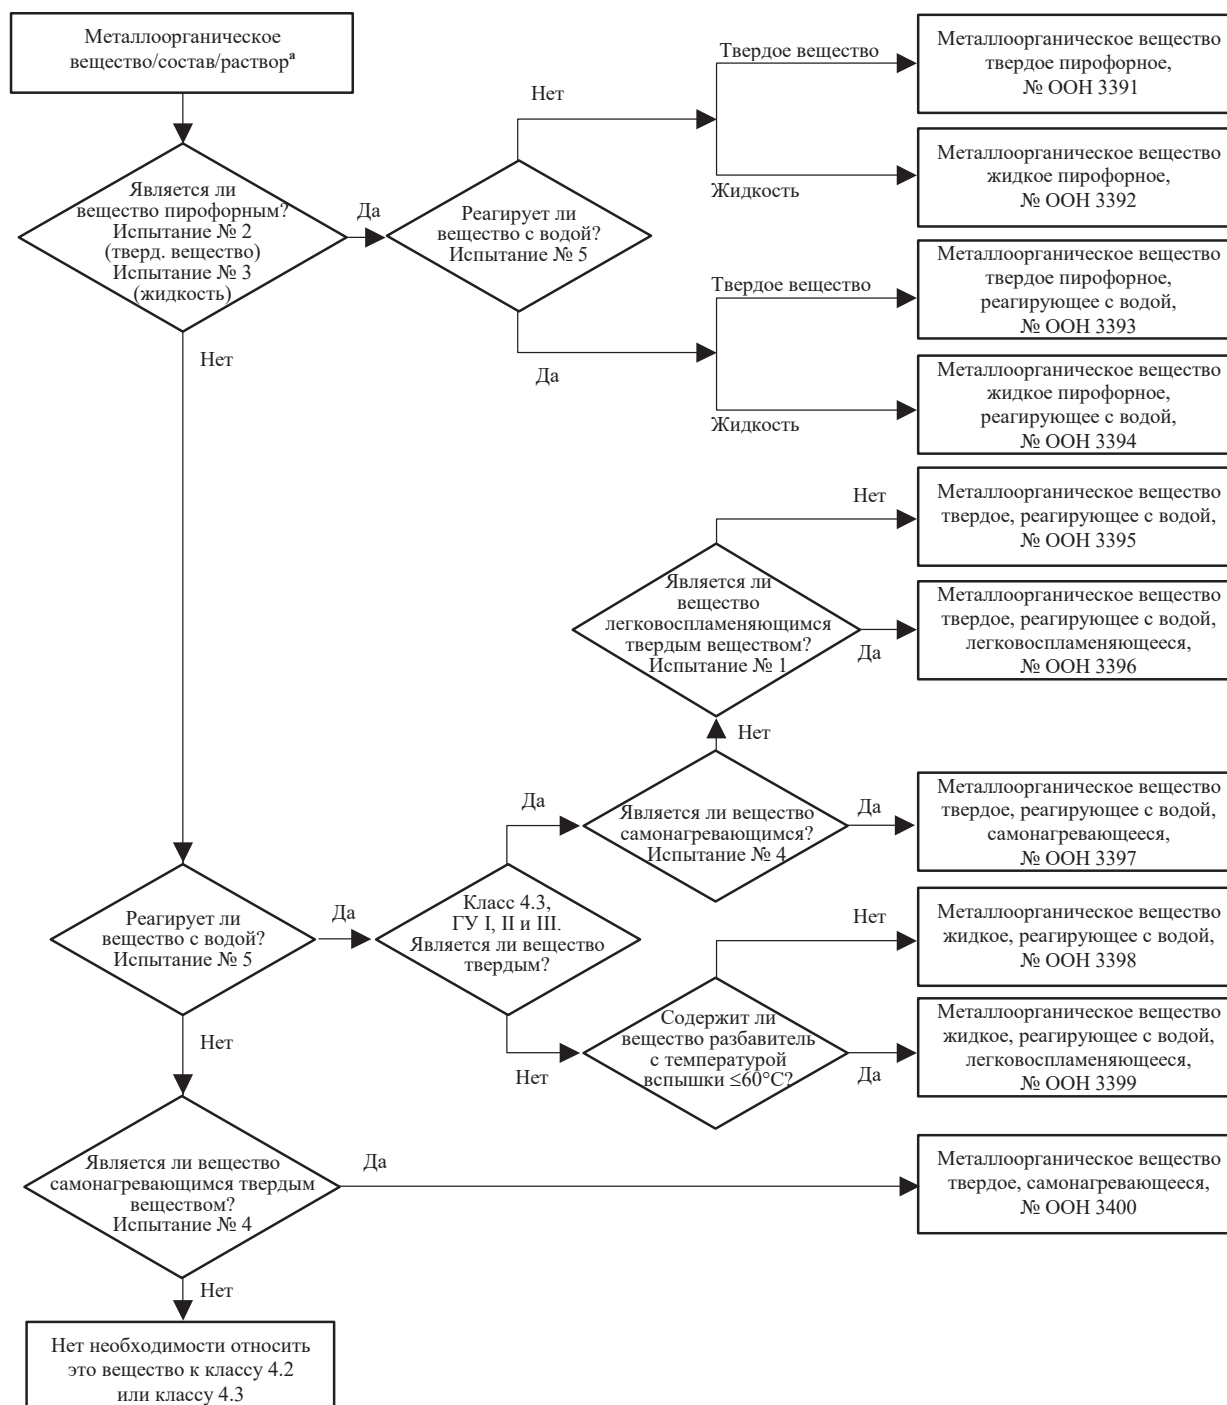 Металлоорганическое
вещество/состав/растворª
Является ли
вещество пирофорным?
Испытание № 2
(тверд. вещество)
Испытание № 3
(жидкость)
Да
Нет
Реагирует ли
вещество с водой?
Испытание № 5
Нет
Твердое вещество
Металлоорганическое вещество
твердое пирофорное,
№ ООН 3391
Жидкость
Металлоорганическое вещество
жидкое пирофорное,
№ ООН 3392
Да
Твердое вещество
Металлоорганическое вещество
твердое пирофорное,
реагирующее с водой,
№ ООН 3393
Жидкость
Металлоорганическое вещество
жидкое пирофорное,
реагирующее с водой,
№ ООН 3394
Нет
Металлоорганическое вещество
твердое, реагирующее с водой,
№ ООН 3395
Является ли
вещество
легковоспламеняющимся
твердым веществом?
Испытание № 1
Да
Металлоорганическое вещество
твердое, реагирующее с водой,
легковоспламеняющееся,
№ ООН 3396
Нет
Да
Является ли вещество
самонагревающимся?
Испытание № 4
Да
Металлоорганическое вещество
твердое, реагирующее с водой,
самонагревающееся,
№ ООН 3397
Реагирует ли
вещество с водой?
Испытание № 5
Да
Класс 4.3,
ГУ I, II и III.
Является ли вещество
твердым?
Нет
Металлоорганическое вещество
жидкое, реагирующее с водой,
№ ООН 3398
Нет
Нет
Содержит ли
вещество разбавитель
с температурой
вспышки ≤60°C?
Да
Металлоорганическое вещество
жидкое, реагирующее с водой,
легковоспламеняющееся,
№ ООН 3399
Является ли вещество
самонагревающимся твердым
веществом?
Испытание № 4
Да
Металлоорганическое вещество
твердое, самонагревающееся,
№ ООН 3400
Нет
Нет необходимости относить
это вещество к классу 4.2
или классу 4.3